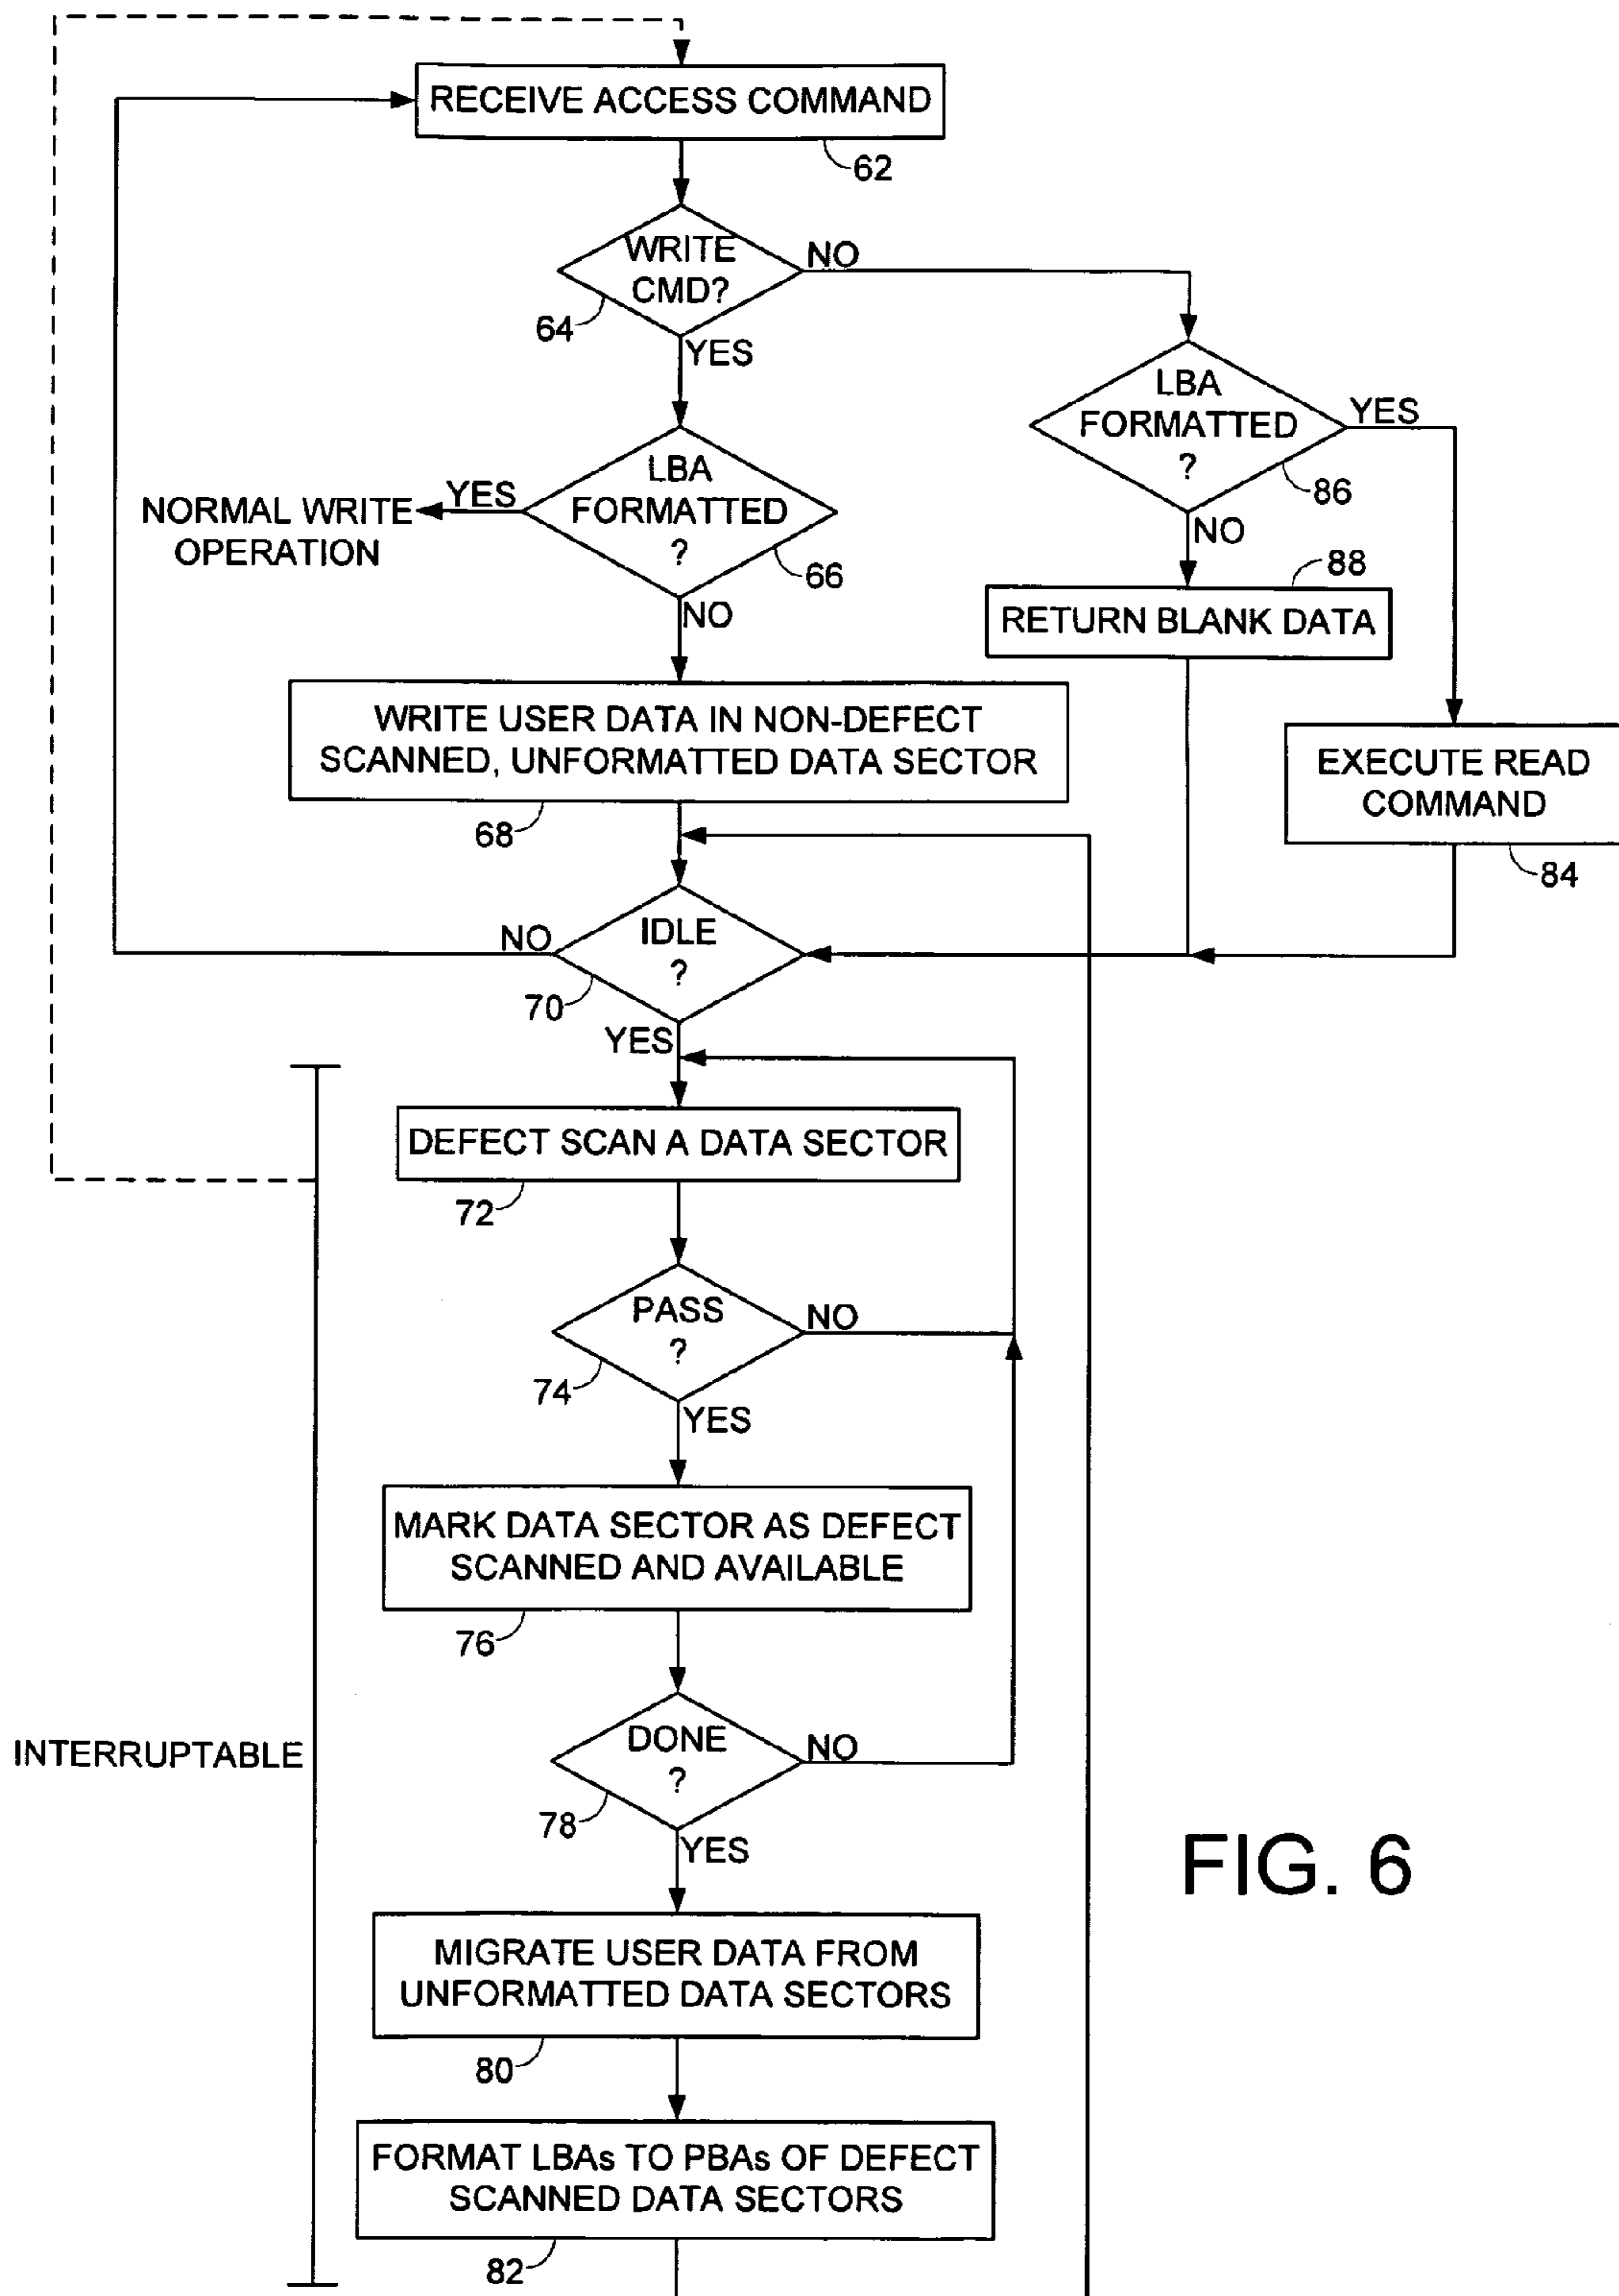 RECEIVE ACCESS COMMAND
62
WRITE
CMD?
NO
64
YES
LBA
FORMATTED
?
YES
86
NO
LBA
FORMATTED
?
YES
NORMAL WRITE
OPERATION
66
NO
88
RETURN BLANK DATA
WRITE USER DATA IN NON-DEFECT
SCANNED, UNFORMATTED DATA SECTOR
68
EXECUTE READ
COMMAND
84
IDLE
?
NO
70
YES
DEFECT SCAN A DATA SECTOR
72
PASS
?
NO
74
YES
MARK DATA SECTOR AS DEFECT
SCANNED AND AVAILABLE
76
INTERRUPTABLE
DONE
?
NO
78
YES
FIG. 6
MIGRATE USER DATA FROM
UNFORMATTED DATA SECTORS
80
FORMAT LBAs TO PBAs OF DEFECT
SCANNED DATA SECTORS
82